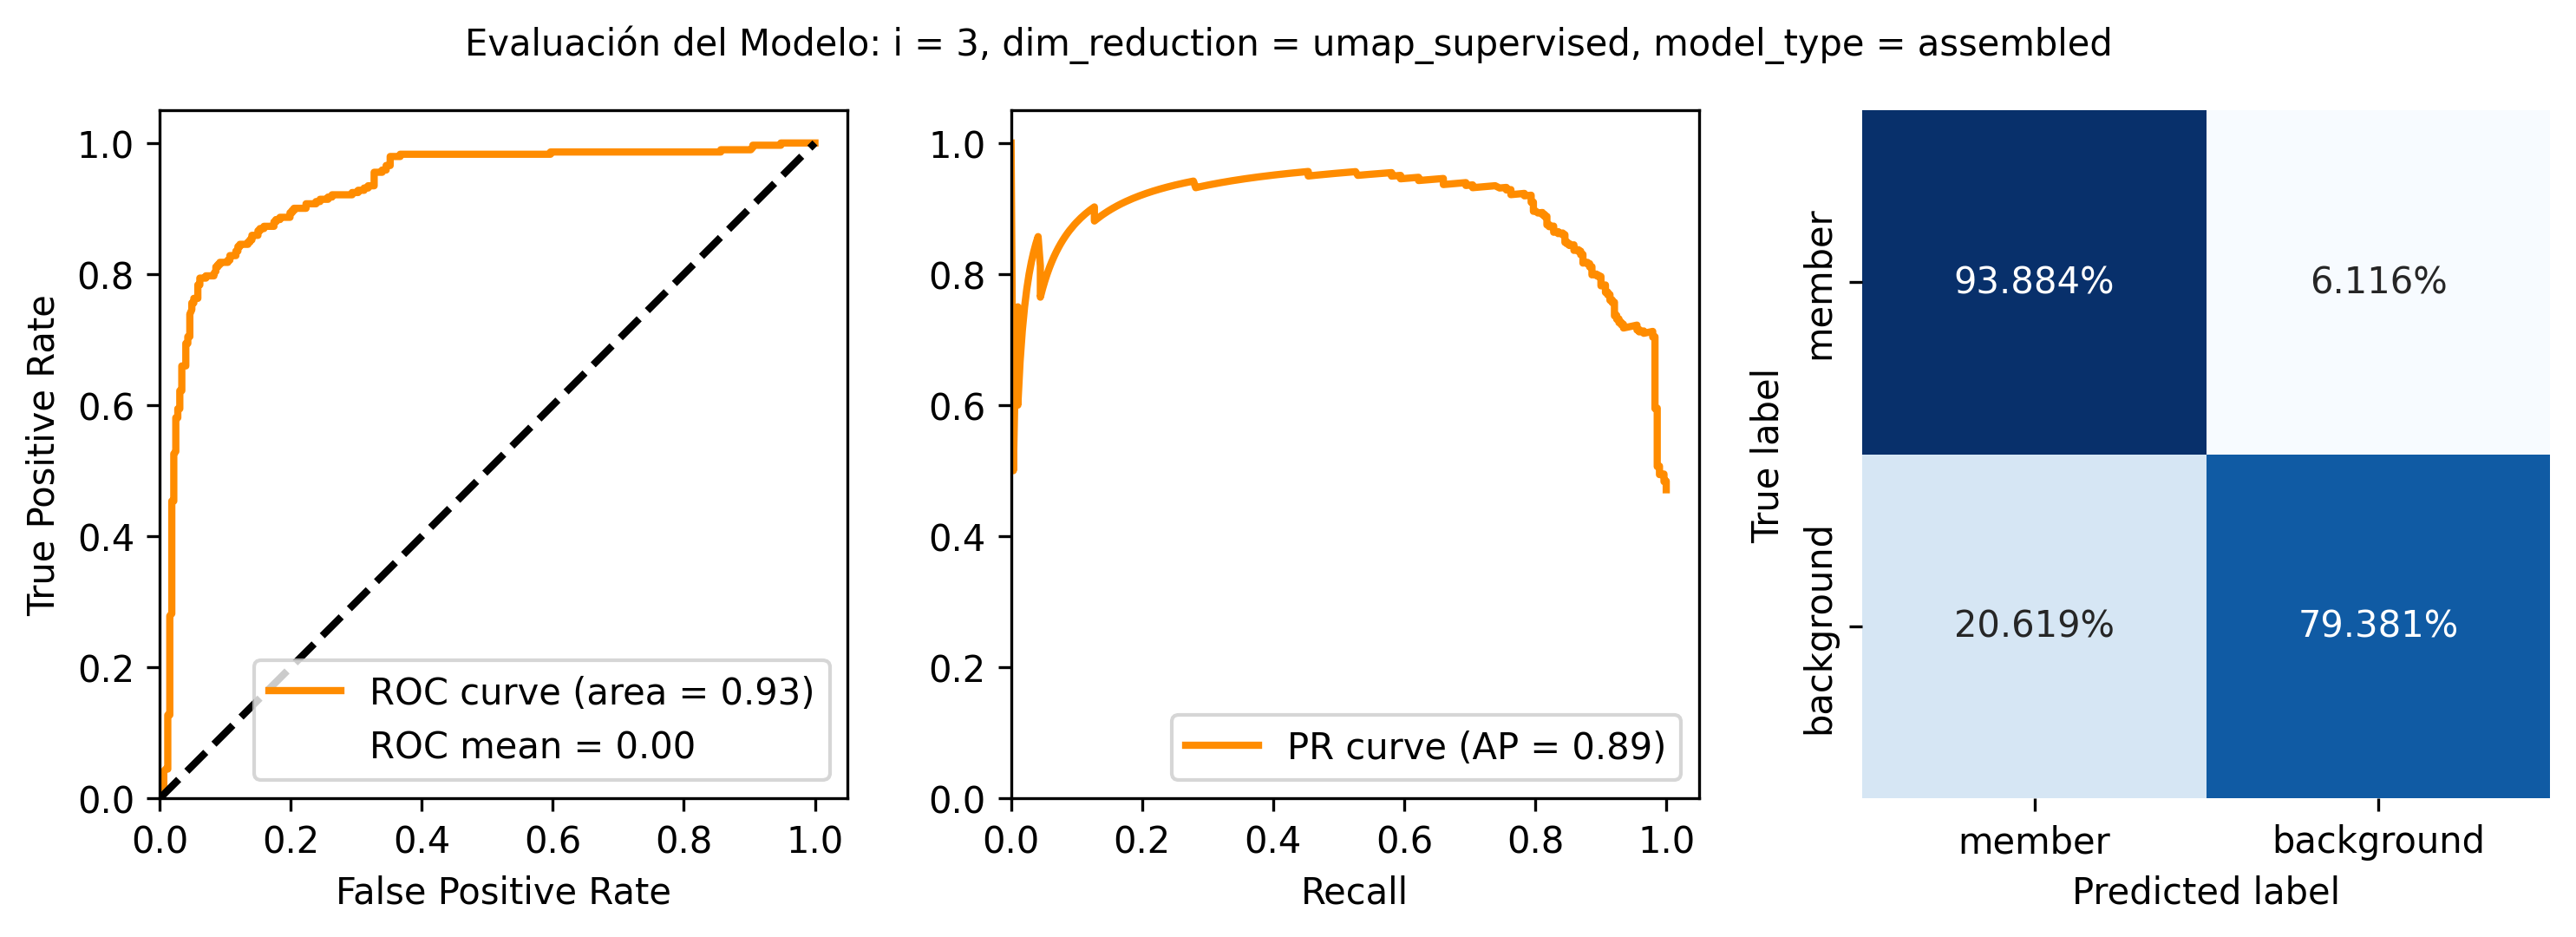 Evaluación del Modelo: i = 3, dim_reduction = umap_supervised, model_type = assembled
True Positive Rate
1.0
0.8
0.6
0.4
0.2
0.0
ROC curve (area = 0.93)
ROC mean = 0.00
0.0 0.2 0.4 0.6 0.8 1.0
False Positive Rate
1.0
0.8
0.6
0.4
0.2
0.0
PR curve (AP = 0.89)
0.0 0.2 0.4 0.6 0.8 1.0
Recall
True label
member
background
93.884% 6.116%
20.619% 79.381%
member background
Predicted label